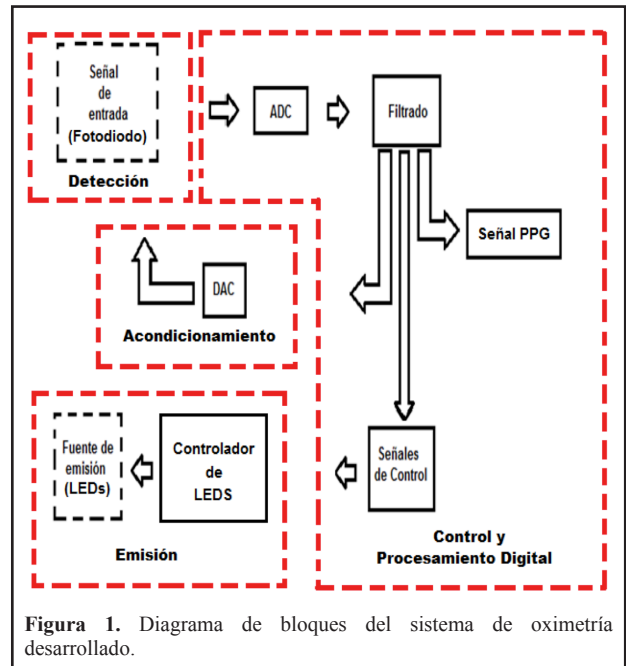 Señal
de
entrada
(Fotodiodo)
Detección
ADC
Filtrado
Señal PPG
DAC
Acondicionamiento
Fuente de
emisión
(LEDs)
Controlador
de
LEDS
Emisión
Señales
de Control
Control y
Procesamiento Digital
Figura 1. Diagrama de bloques del sistema de oximetría
desarrollado.